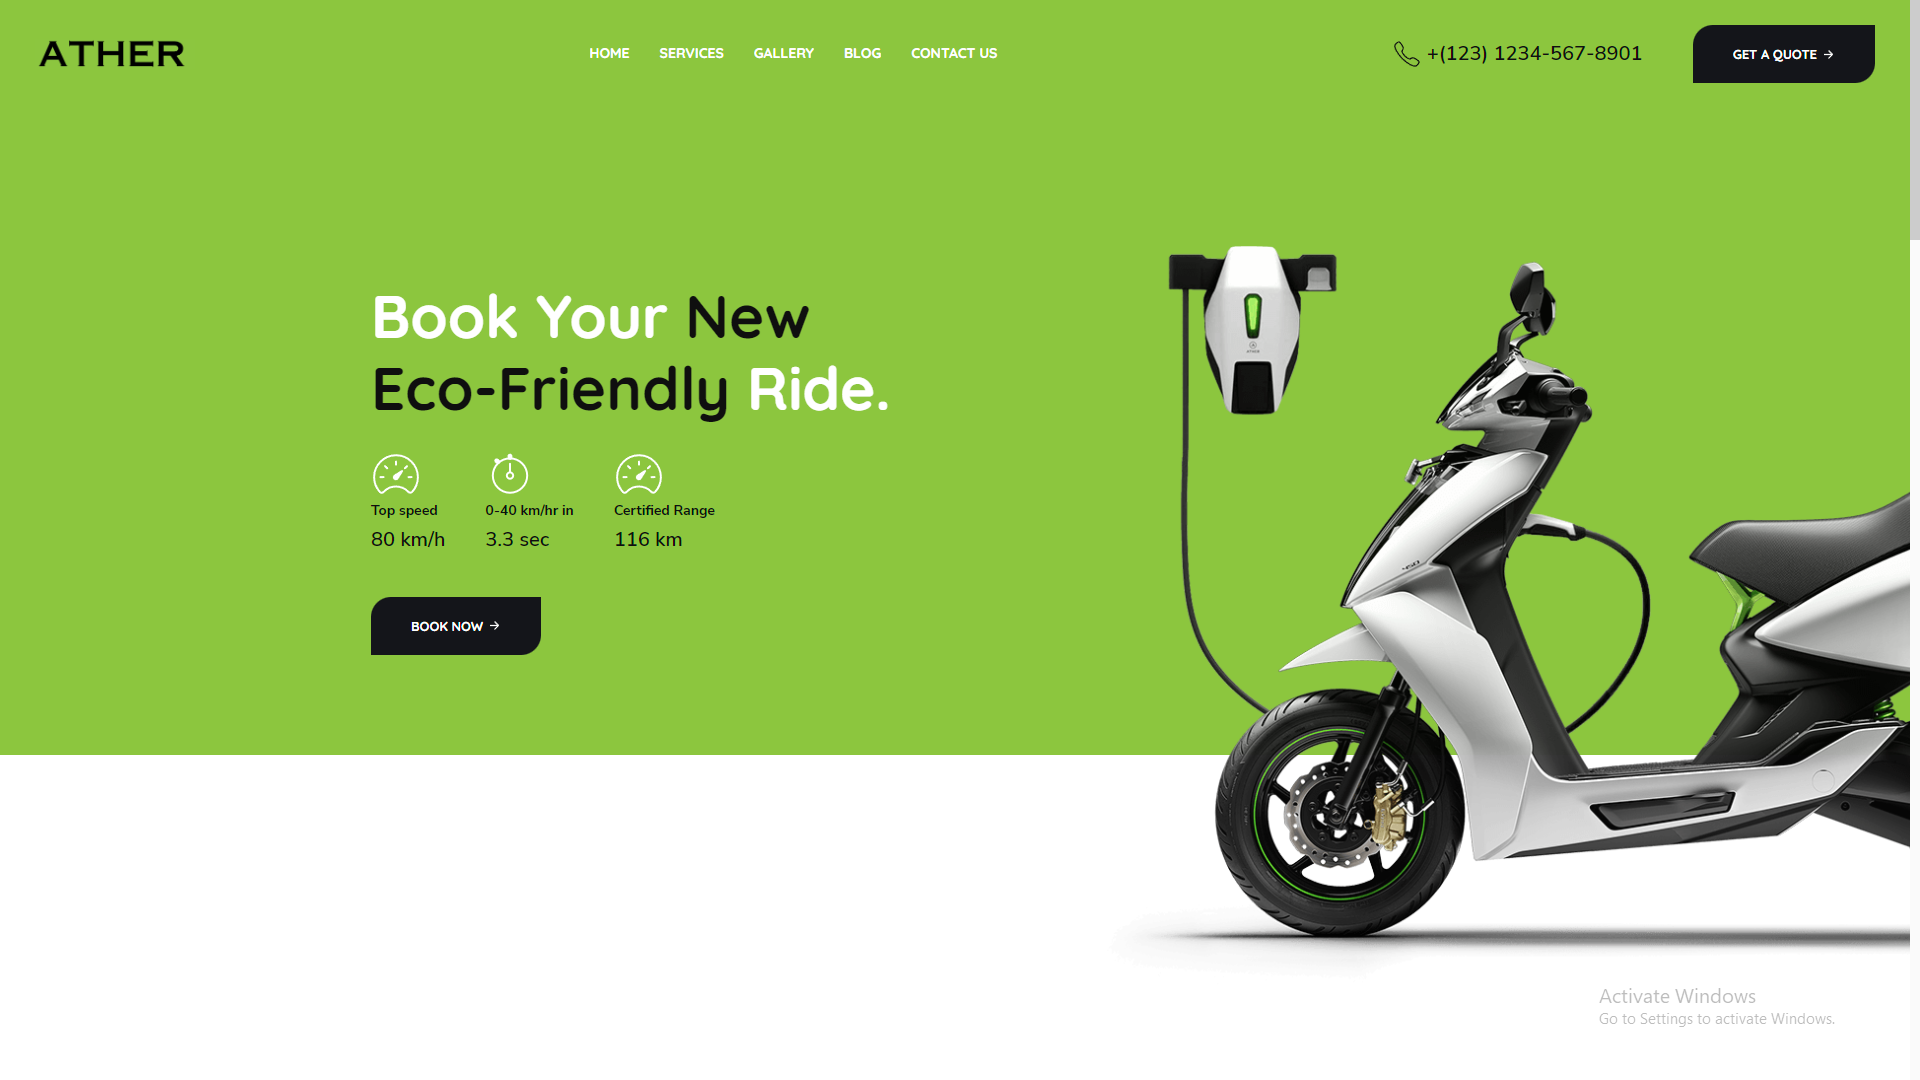 ATHER
HOME SERVICES GALLERY BLOG CONTACT US
+(123) 1234-567-8901
GET A QUOTE →
Book Your New
Eco-Friendly Ride.
Top speed
80 km/h
0-40 km/hr in
3.3 sec
Certified Range
116 km
BOOK NOW →
ATHER
450
Activate Windows
Go to Settings to activate Windows.